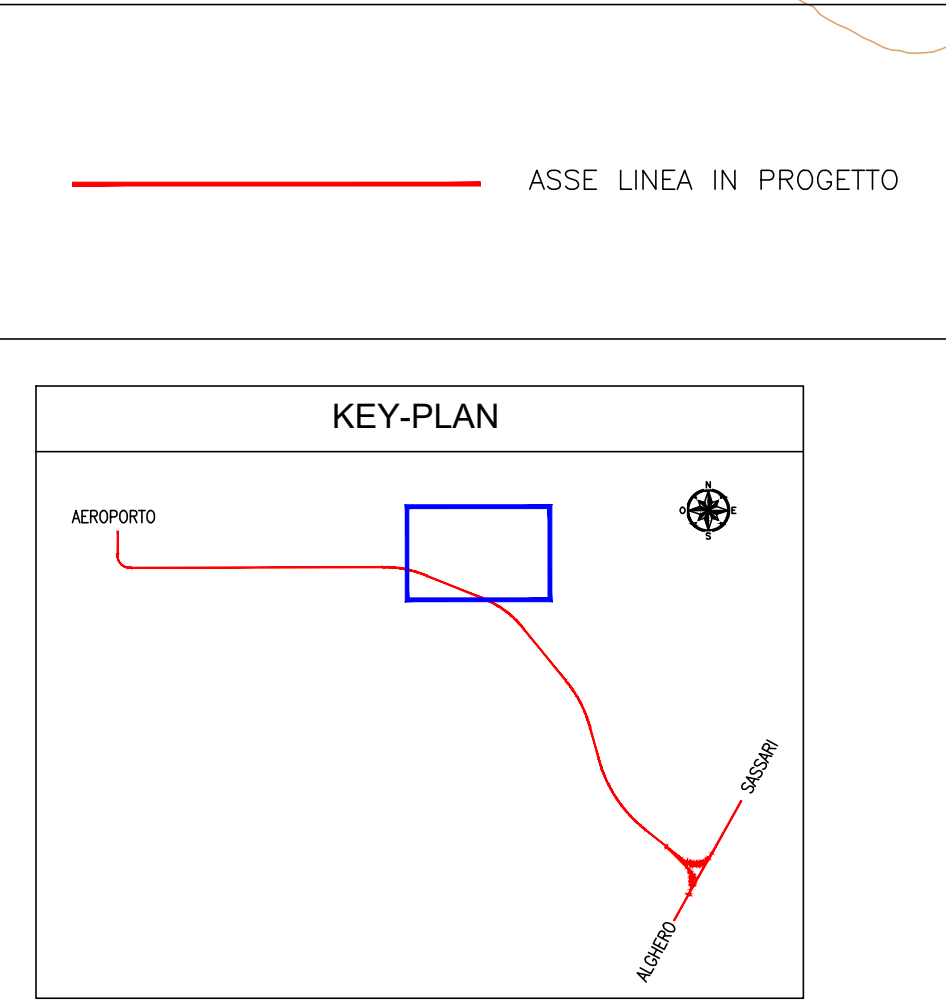 ASSE LINEA IN PROGETTO
KEY-PLAN
N
O
E
S
AEROPORTO
SASSARI
ALGHERO